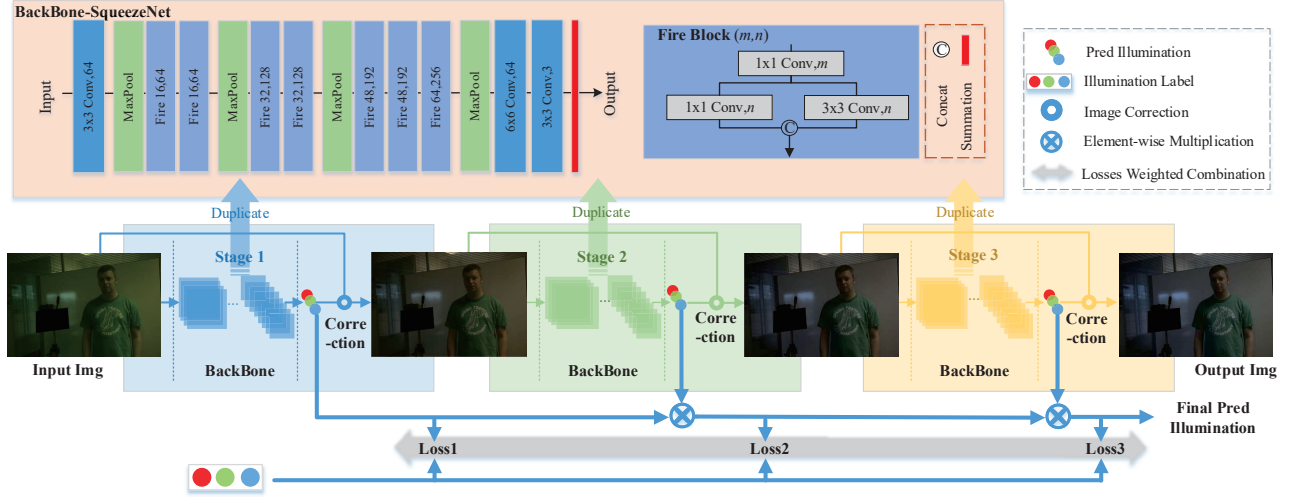 BackBone-SqueezeNet
Input
3x3 Conv,64
MaxPool
Fire 16,64
Fire 16,64
MaxPool
Fire 32,128
Fire 32,128
MaxPool
Fire 48,192
Fire 48,192
Fire 64,256
MaxPool
6x6 Conv,64
3x3 Conv,3
Output
Fire Block (m,n)
1x1 Conv,m
1x1 Conv,n
3x3 Conv,n
C
C
Concat
Summation
Pred Illumination
Illumination Label
Image Correction
Element-wise Multiplication
Losses Weighted Combination
Duplicate
Duplicate
Duplicate
Stage 1
Stage 2
Stage 3
...
...
...
Corre
-ction
Corre
-ction
Corre
-ction
Input Img
BackBone
BackBone
BackBone
Output Img
Final Pred
Illumination
Loss1
Loss2
Loss3